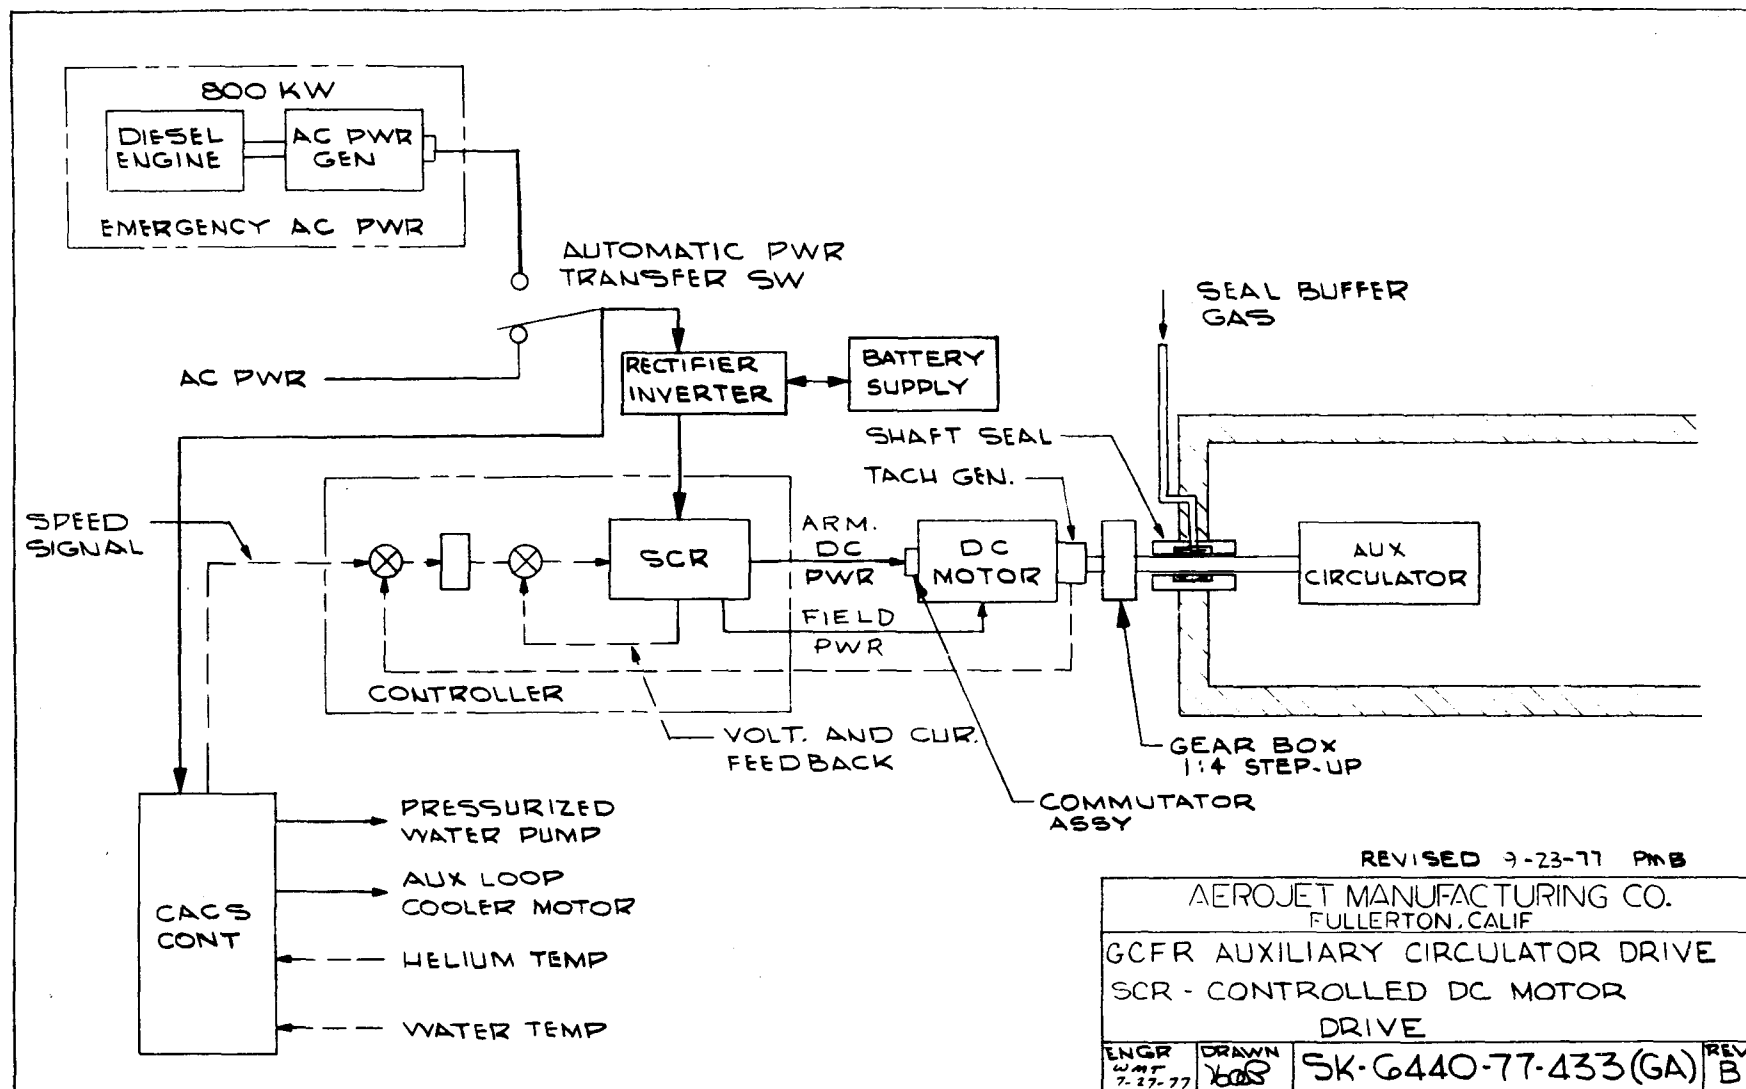 800 KW
DIESEL
ENGINE
AC PWR
GEN
EMERGENCY AC PWR
AUTOMATIC PWR
TRANSFER SW
AC PWR
RECTIFIER
INVERTER
BATTERY
SUPPLY
SEAL BUFFER
GAS
SHAFT SEAL
TACH GEN.
SPEED
SIGNAL
SCR
ARM.
DC
PWR
DC
MOTOR
AUX
CIRCULATOR
FIELD
PWR
CONTROLLER
VOLT. AND CUR.
FEEDBACK
GEAR BOX
1:4 STEP-UP
COMMUTATOR
ASSY
CACS
CONT
PRESSURIZED
WATER PUMP
AUX LOOP
COOLER MOTOR
HELIUM TEMP
WATER TEMP
REVISED 9-23-77 PMB
AEROJET MANUFACTURING CO.
FULLERTON, CALIF
GCFR AUXILIARY CIRCULATOR DRIVE
SCR - CONTROLLED DC MOTOR
DRIVE
ENGR
WMT
7-27-77
DRAWN
SK-6440-77-433(GA)
REV
B